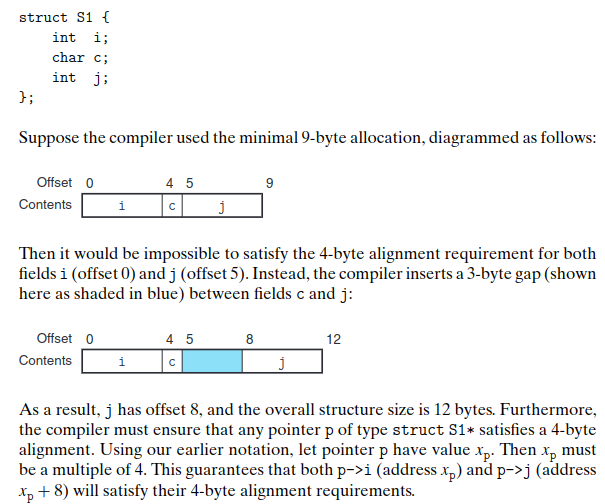 struct S1 {
    int  i;
    char c;
    int  j;
};
Suppose the compiler used the minimal 9-byte allocation, diagrammed as follows:
Offset 0 4 5 9
Contents i c j
Then it would be impossible to satisfy the 4-byte alignment requirement for both
fields i (offset 0) and j (offset 5). Instead, the compiler inserts a 3-byte gap (shown
here as shaded in blue) between fields c and j:
Offset 0 4 5 8 12
Contents i c j
As a result, j has offset 8, and the overall structure size is 12 bytes. Furthermore,
the compiler must ensure that any pointer p of type struct S1* satisfies a 4-byte
alignment. Using our earlier notation, let pointer p have value xₚ. Then xₚ must
be a multiple of 4. This guarantees that both p->i (address xₚ) and p->j (address
xₚ + 8) will satisfy their 4-byte alignment requirements.